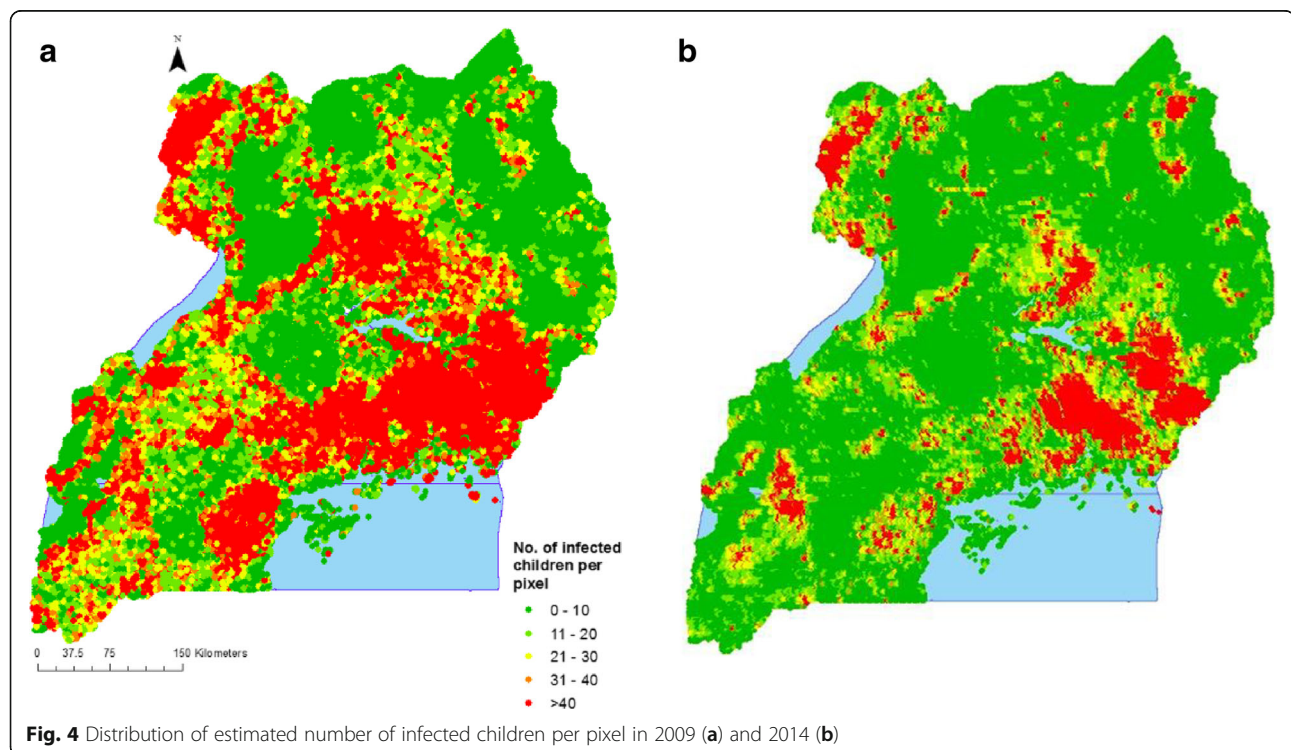 a
N
b
No. of infected
children per
pixel
0 - 10
11 - 20
21 - 30
31 - 40
>40
0 37.5 75 150 Kilometers
Fig. 4 Distribution of estimated number of infected children per pixel in 2009 (a) and 2014 (b)